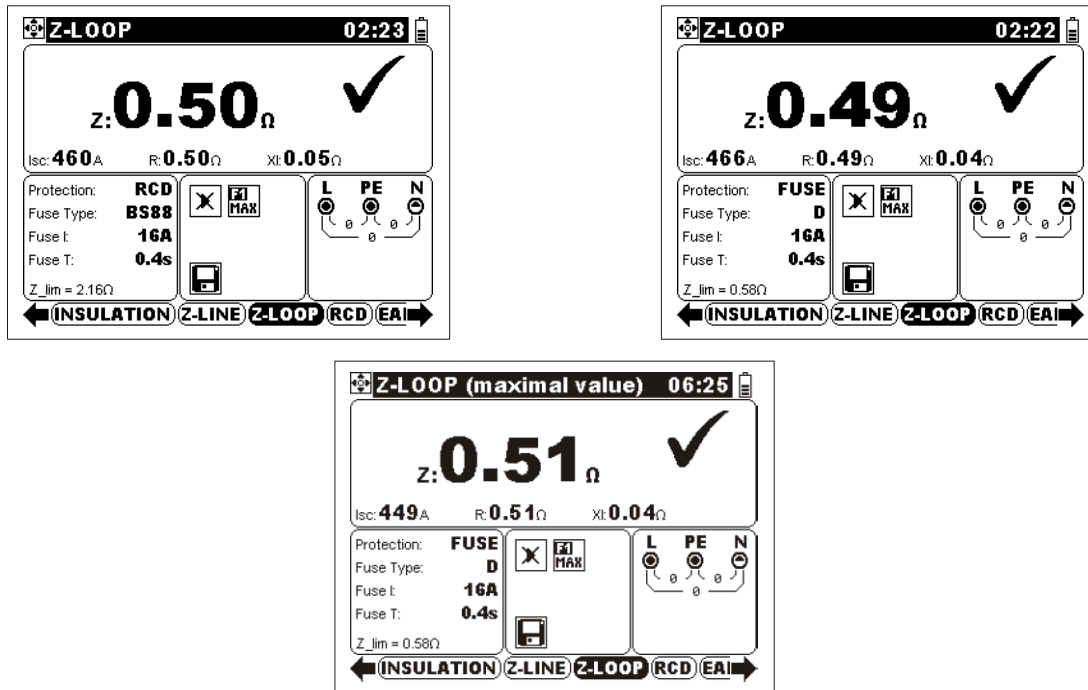 Z-LOOP 02:23
Z: 0.50 Ω
Isc: 460 A R: 0.50 Ω Xl: 0.05 Ω
Protection: RCD
Fuse Type: BS88
Fuse I: 16A
Fuse T: 0.4s
Z_lim = 2.16Ω
F1 MAX
L PE N
0 0
0
INSULATION Z-LINE Z-LOOP RCD EAI
Z-LOOP 02:22
Z: 0.49 Ω
Isc: 466 A R: 0.49 Ω Xl: 0.04 Ω
Protection: FUSE
Fuse Type: D
Fuse I: 16A
Fuse T: 0.4s
Z_lim = 0.58Ω
F1 MAX
L PE N
0 0
0
INSULATION Z-LINE Z-LOOP RCD EAI
Z-LOOP (maximal value) 06:25
Z: 0.51 Ω
Isc: 449 A R: 0.51 Ω Xl: 0.04 Ω
Protection: FUSE
Fuse Type: D
Fuse I: 16A
Fuse T: 0.4s
Z_lim = 0.58Ω
F1 MAX
L PE N
0 0
0
INSULATION Z-LINE Z-LOOP RCD EAI